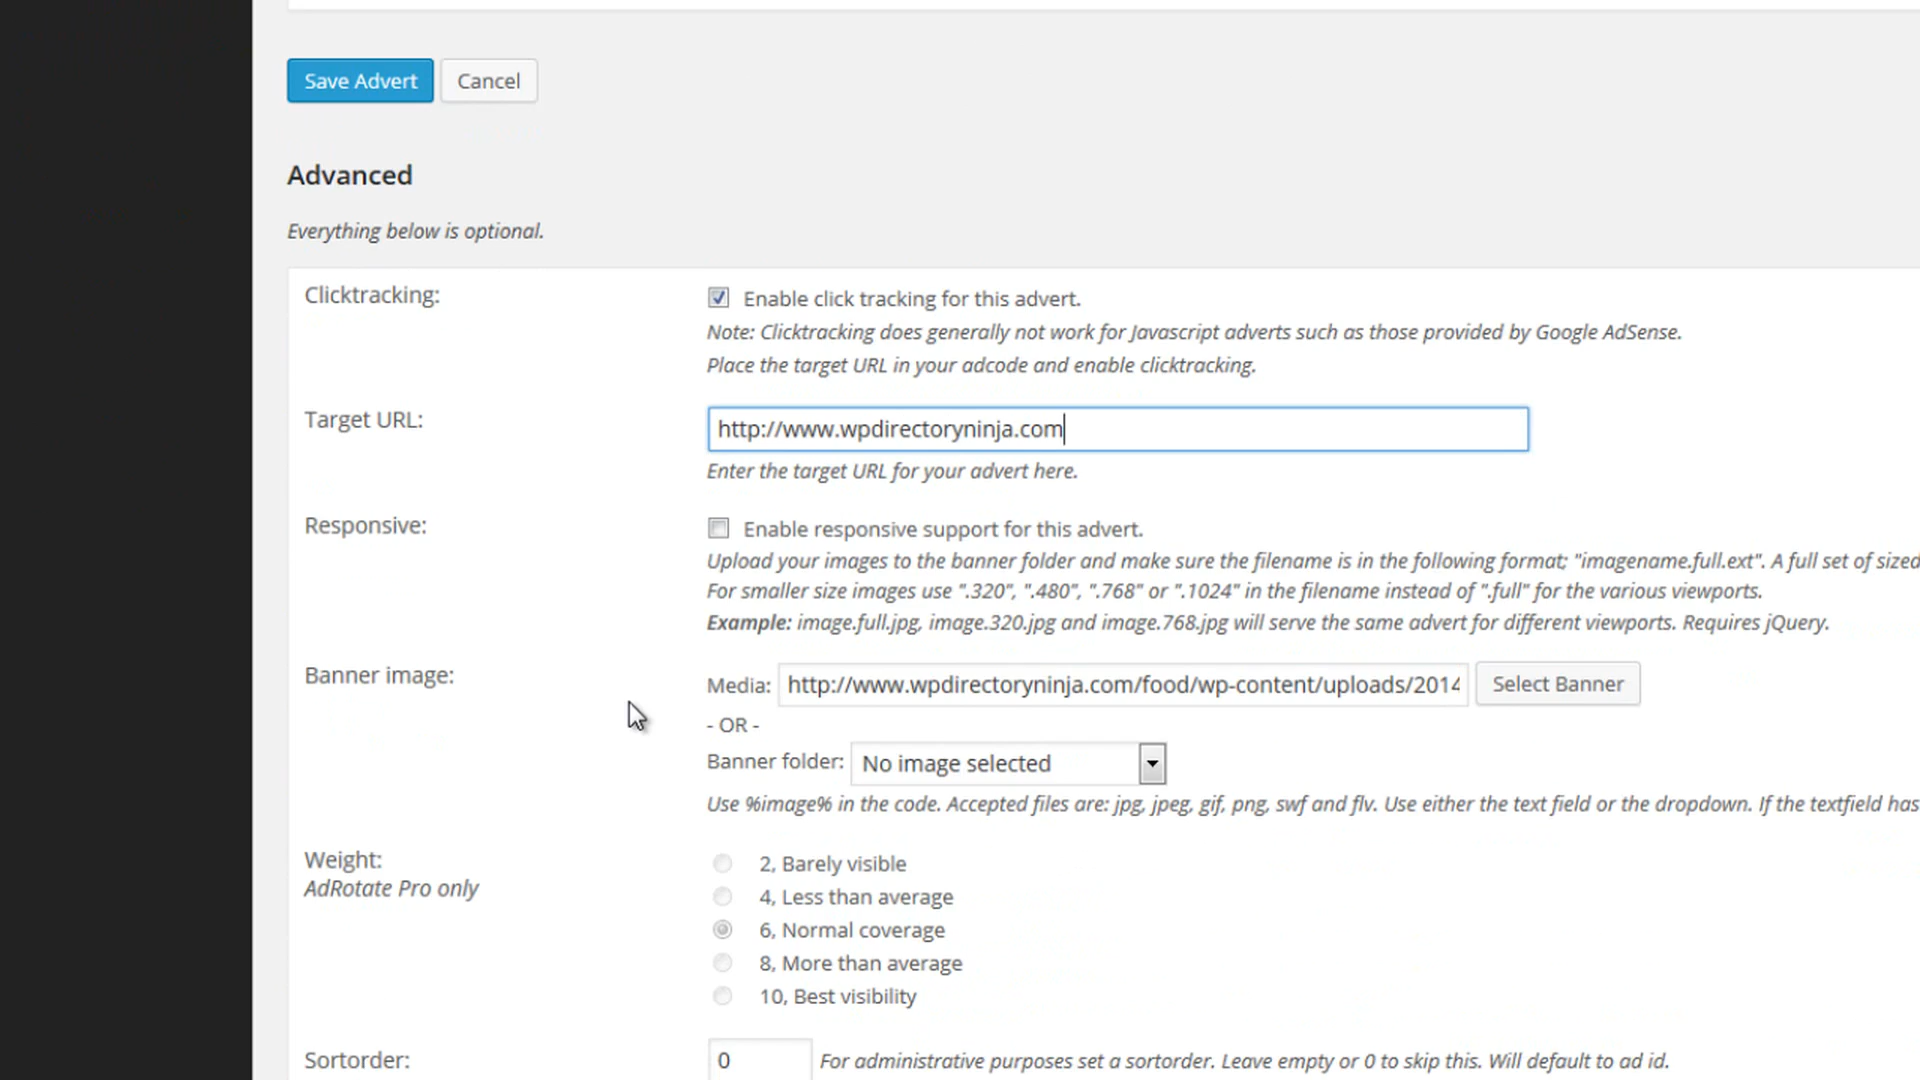 Save Advert Cancel
Advanced
Everything below is optional.
Clicktracking: Enable click tracking for this advert.
Note: Clicktracking does generally not work for Javascript adverts such as those provided by Google AdSense.
Place the target URL in your adcode and enable clicktracking.
Target URL: http://www.wpdirectoryninja.com
Enter the target URL for your advert here.
Responsive: Enable responsive support for this advert.
Upload your images to the banner folder and make sure the filename is in the following format; "imagename.full.ext". A full set of sized
For smaller size images use ".320", ".480", ".768" or ".1024" in the filename instead of ".full" for the various viewports.
Example: image.full.jpg, image.320.jpg and image.768.jpg will serve the same advert for different viewports. Requires jQuery.
Banner image: Media: http://www.wpdirectoryninja.com/food/wp-content/uploads/2014 Select Banner
- OR -
Banner folder: No image selected
Use %image% in the code. Accepted files are: jpg, jpeg, gif, png, swf and flv. Use either the text field or the dropdown. If the textfield has
Weight: 2, Barely visible
AdRotate Pro only
4, Less than average
6, Normal coverage
8, More than average
10, Best visibility
Sortorder: 0 For administrative purposes set a sortorder. Leave empty or 0 to skip this. Will default to ad id.